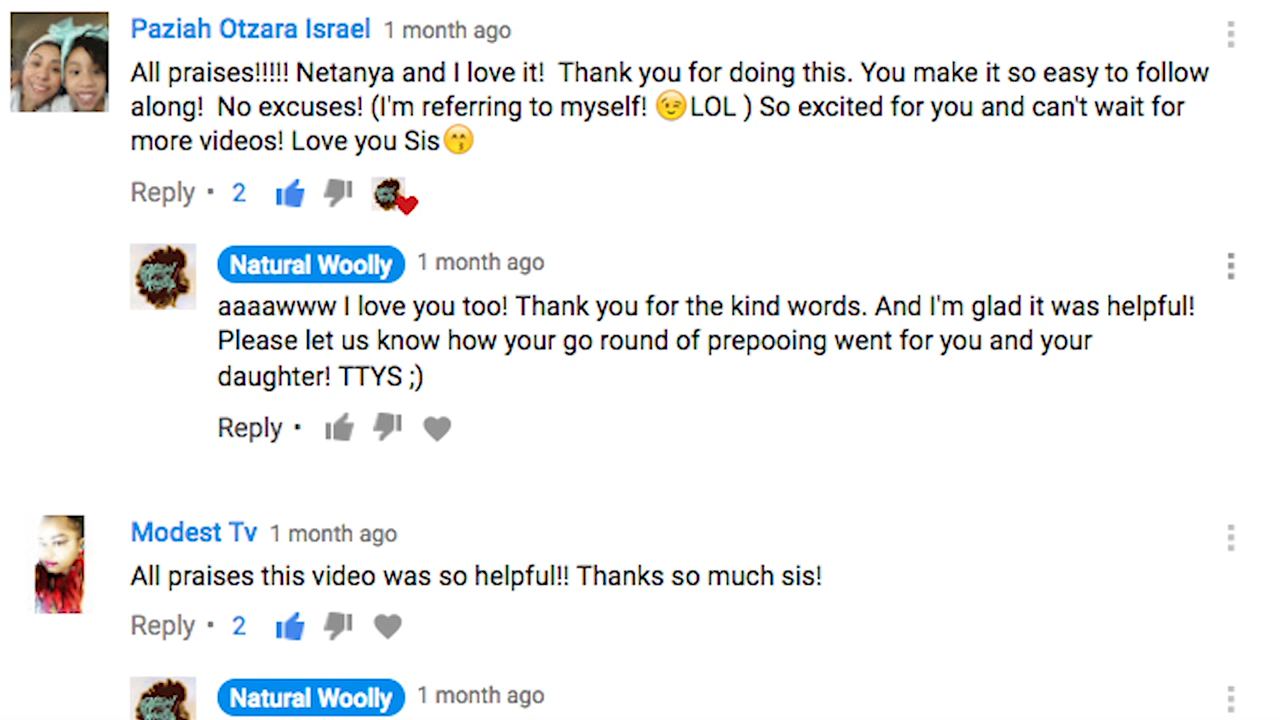 Paziah Otzara Israel 1 month ago
All praises!!!!! Netanya and I love it!  Thank you for doing this. You make it so easy to follow
along!  No excuses! (I'm referring to myself! 😉LOL ) So excited for you and can't wait for
more videos! Love you Sis😙
Reply • 2
Natural Woolly 1 month ago
aaaawww I love you too! Thank you for the kind words. And I'm glad it was helpful!
Please let us know how your go round of prepooing went for you and your
daughter! TTYS ;)
Reply •
Modest Tv 1 month ago
All praises this video was so helpful!! Thanks so much sis!
Reply • 2
Natural Woolly 1 month ago